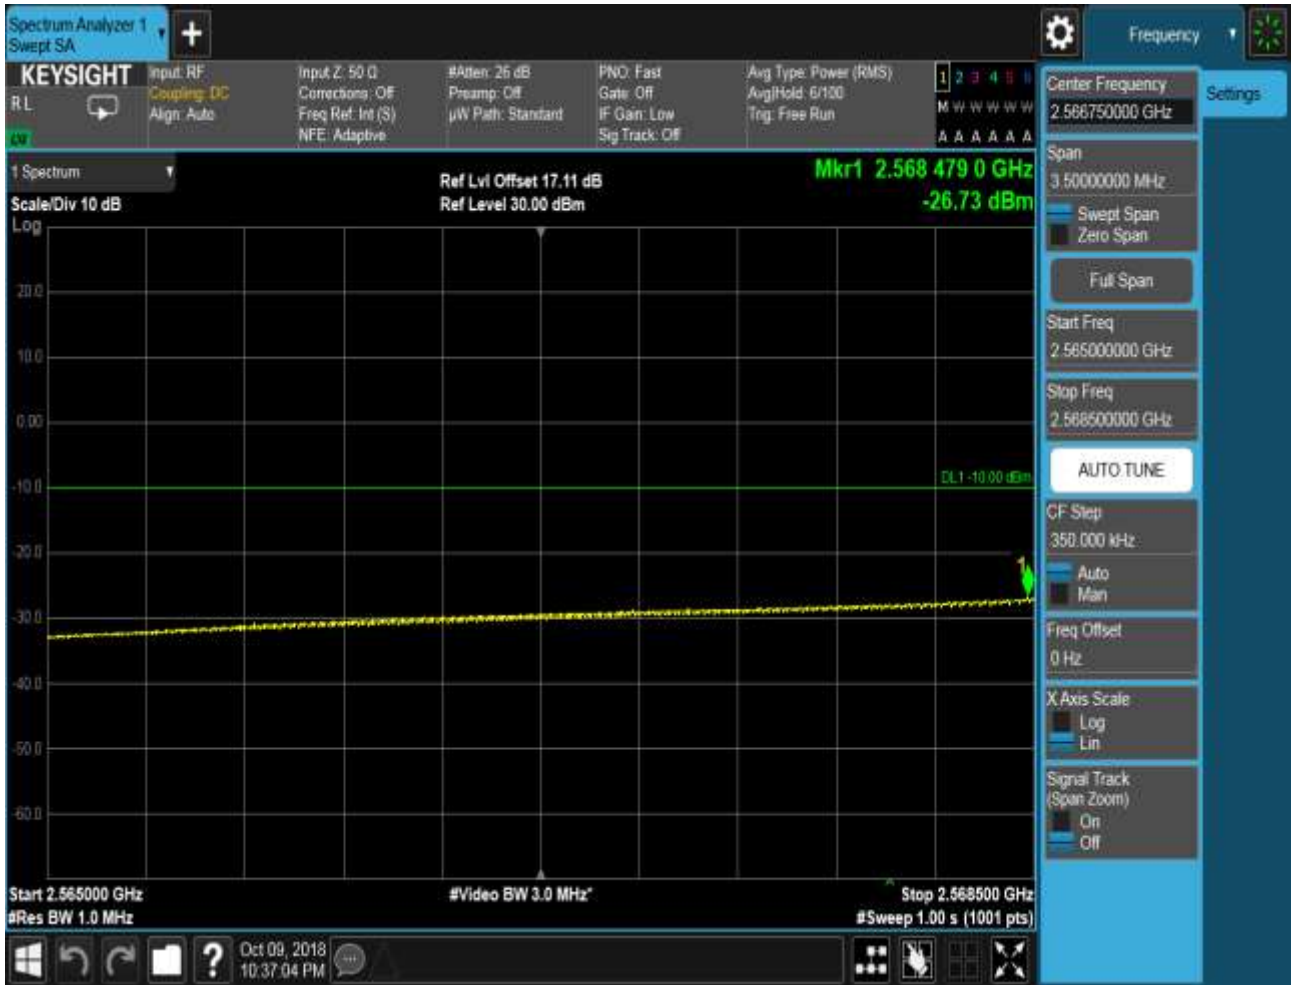 Spectrum Analyzer 1
Swept SA
Frequency
KEYSIGHT
R L
Input: RF
Coupling: DC
Align: Auto
Input Z: 50 Ω
Corrections: Off
Freq Ref: Int (S)
NFE: Adaptive
#Atten: 26 dB
Preamp: Off
µW Path: Standard
PNO: Fast
Gate: Off
IF Gain: Low
Sig Track: Off
Avg Type: Power (RMS)
Avg|Hold: 6/100
Trig: Free Run
1 2 3 4 5 6
M W W W W W
A A A A A A
Center Frequency
2.566750000 GHz
Settings
Span
3.50000000 MHz
Swept Span
Zero Span
Full Span
Start Freq
2.565000000 GHz
Stop Freq
2.568500000 GHz
AUTO TUNE
CF Step
350.000 kHz
Auto
Man
Freq Offset
0 Hz
X Axis Scale
Log
Lin
Signal Track
(Span Zoom)
On
Off
1 Spectrum
Scale/Div 10 dB
Log
Ref Lvl Offset 17.11 dB
Ref Level 30.00 dBm
Mkr1 2.568 479 0 GHz
-26.73 dBm
20.0
10.0
0.00
-10.0
DL1 -10.00 dBm
-20.0
1
-30.0
-40.0
-50.0
-60.0
Start 2.565000 GHz
#Video BW 3.0 MHz*
Stop 2.568500 GHz
#Res BW 1.0 MHz
#Sweep 1.00 s (1001 pts)
?
Oct 09, 2018
10:37:04 PM